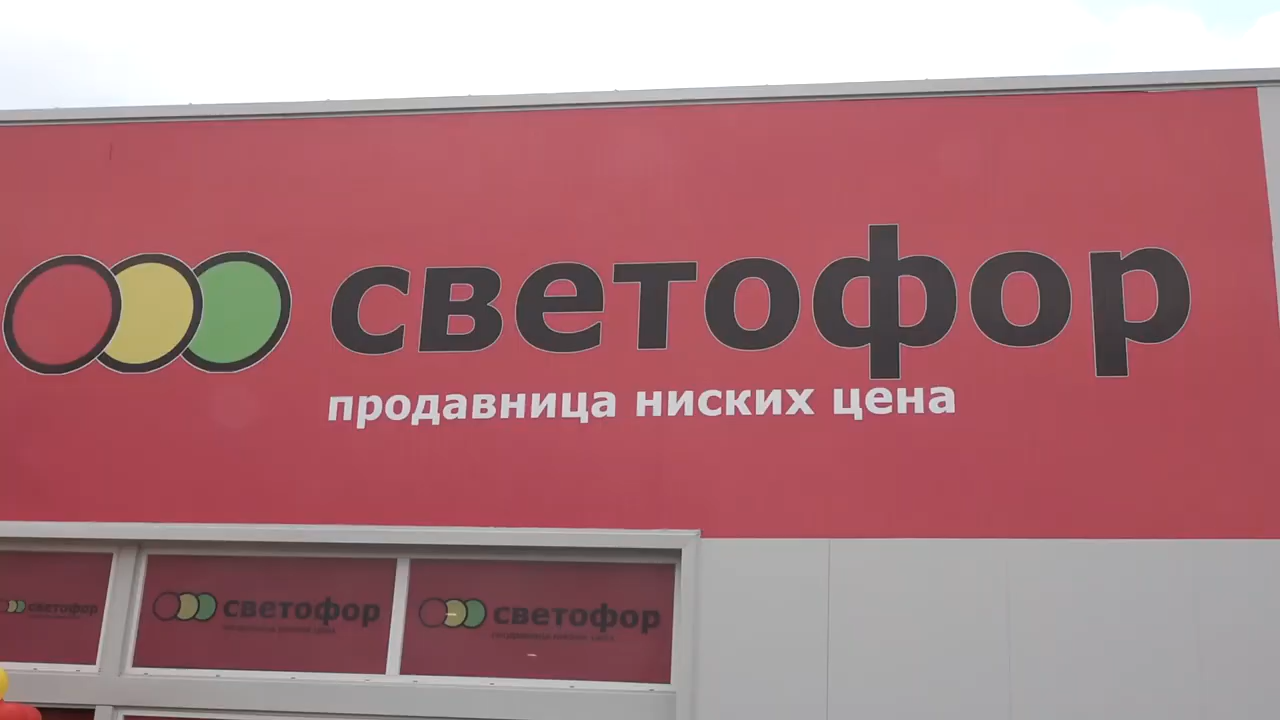 светофор
продавница ниских цена
светофор
светофор
светофор